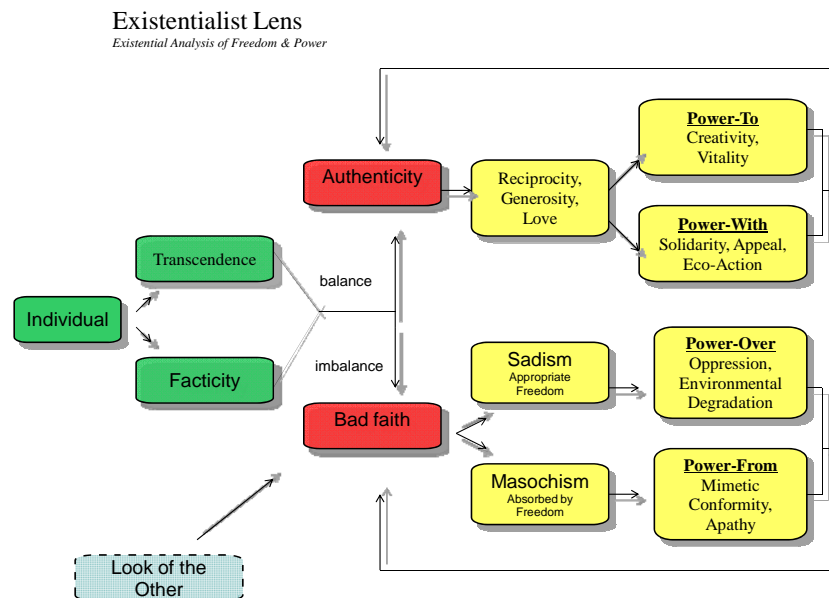 Existentialist Lens
Existential Analysis of Freedom & Power
Power-To
Creativity,
Vitality
Authenticity
Reciprocity,
Generosity,
Love
Power-With
Solidarity, Appeal,
Eco-Action
Transcendence
balance
Individual
imbalance
Facticity
Sadism
Appropriate
Freedom
Power-Over
Oppression,
Environmental
Degradation
Bad faith
Masochism
Absorbed by
Freedom
Power-From
Mimetic
Conformity,
Apathy
Look of the
Other